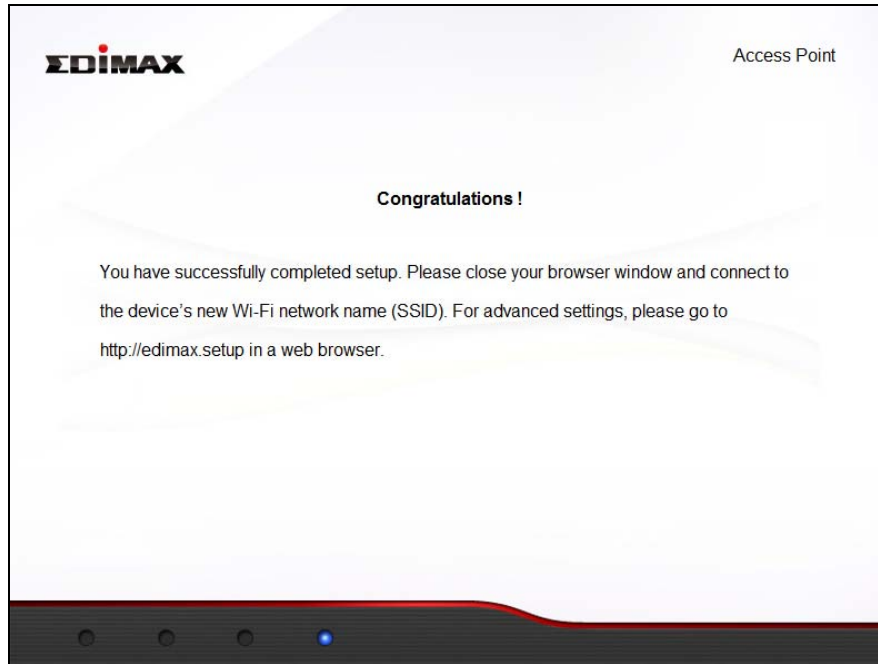 EDIMAX
Access Point
Congratulations !
You have successfully completed setup. Please close your browser window and connect to
the device’s new Wi-Fi network name (SSID). For advanced settings, please go to
http://edimax.setup in a web browser.